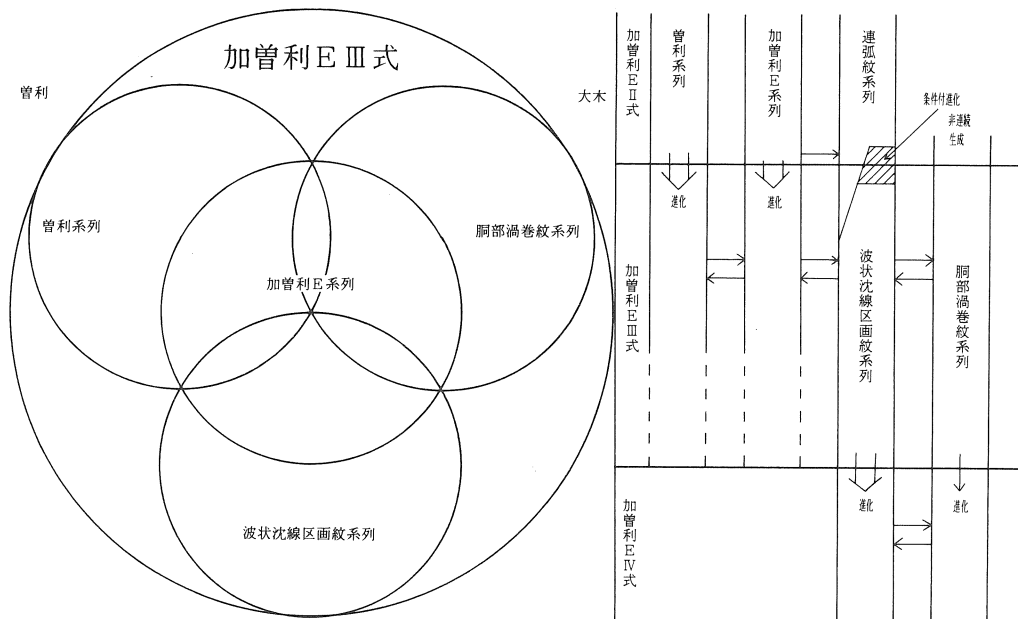 加曽利EⅢ式
曽利
大木
曽利系列
胴部渦巻紋系列
加曽利E系列
波状沈線区画紋系列
加曽利EⅡ式
曽利系列
加曽利E系列
連弧紋系列
条件付進化
非連続
生成
進化
進化
加曽利EⅢ式
波状沈線区画紋系列
胴部渦巻紋系列
進化
進化
加曽利EⅣ式